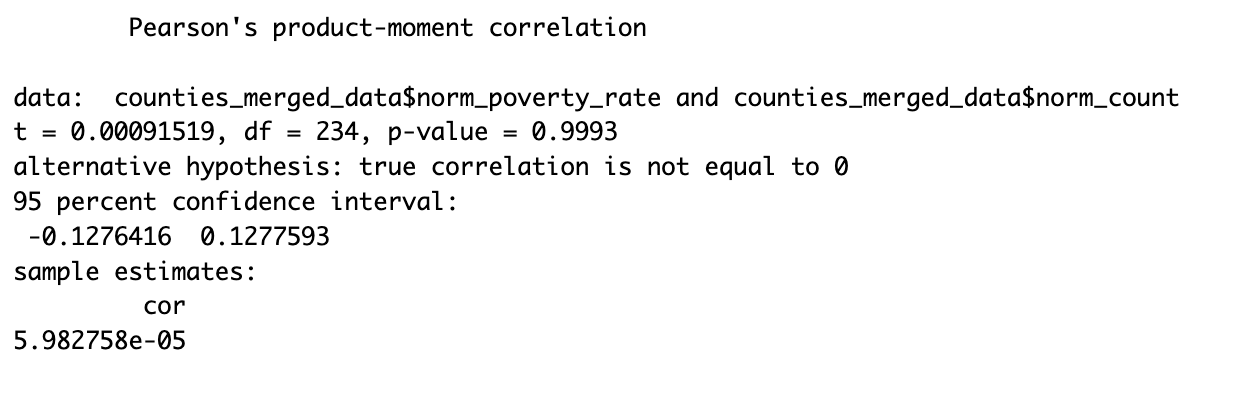 Pearson's product-moment correlation
data:  counties_merged_data$norm_poverty_rate and counties_merged_data$norm_count
t = 0.00091519, df = 234, p-value = 0.9993
alternative hypothesis: true correlation is not equal to 0
95 percent confidence interval:
-0.1276416  0.1277593
sample estimates:
cor
5.982758e-05